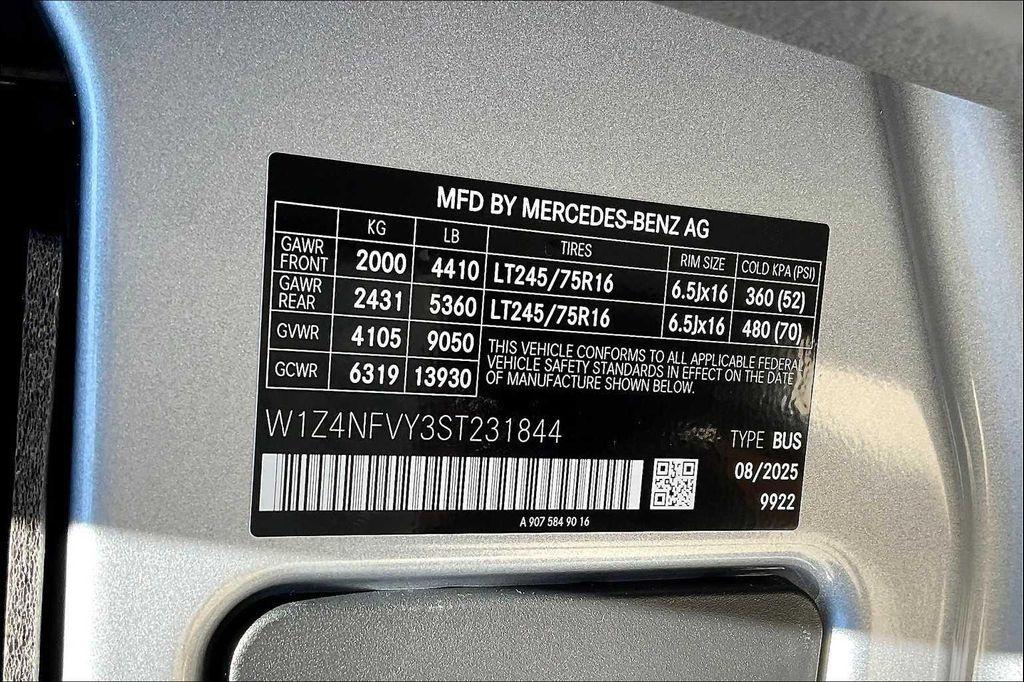 MFD BY MERCEDES-BENZ AG
KG LB TIRES RIM SIZE COLD KPA (PSI)
GAWR FRONT 2000 4410 LT245/75R16 6.5Jx16 360 (52)
GAWR REAR 2431 5360 LT245/75R16 6.5Jx16 480 (70)
GVWR 4105 9050
GCWR 6319 13930
THIS VEHICLE CONFORMS TO ALL APPLICABLE FEDERAL
VEHICLE SAFETY STANDARDS IN EFFECT ON THE DATE
OF MANUFACTURE SHOWN BELOW.
W1Z4NFVY3ST231844
TYPE BUS
08/2025
9922
A 907 584 90 16